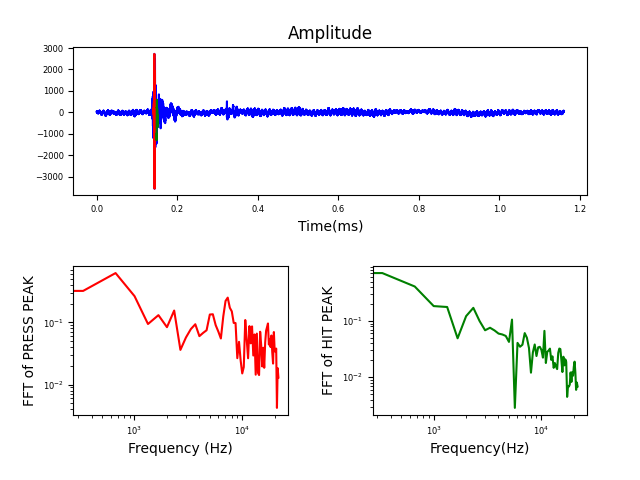 Amplitude
3000
2000
1000
0
−1000
−2000
−3000
0.0 0.2 0.4 0.6 0.8 1.0 1.2
Time(ms)
FFT of PRESS PEAK
10⁻¹
10⁻²
10³ 10⁴
Frequency (Hz)
FFT of HIT PEAK
10⁻¹
10⁻²
10³ 10⁴
Frequency(Hz)